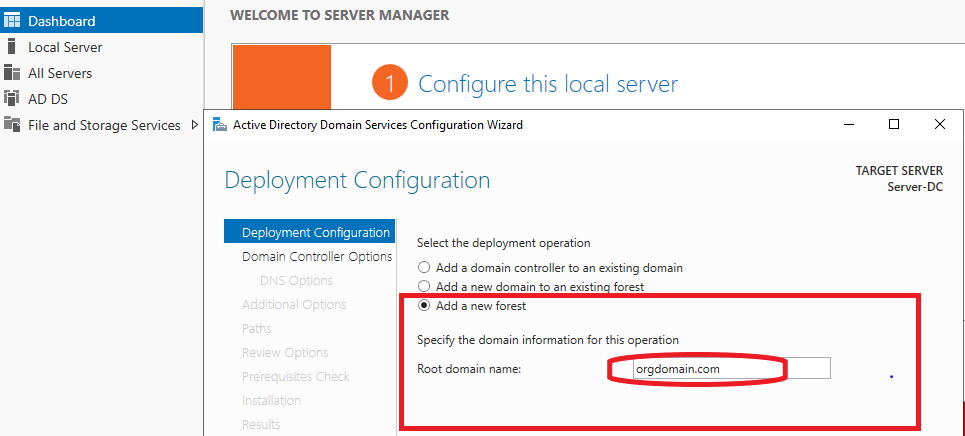 Dashboard
Local Server
All Servers
AD DS
File and Storage Services
WELCOME TO SERVER MANAGER
1 Configure this local server
Active Directory Domain Services Configuration Wizard
Deployment Configuration
TARGET SERVER
Server-DC
Deployment Configuration
Domain Controller Options
DNS Options
Additional Options
Paths
Review Options
Prerequisites Check
Installation
Results
Select the deployment operation
Add a domain controller to an existing domain
Add a new domain to an existing forest
Add a new forest
Specify the domain information for this operation
Root domain name: orgdomain.com